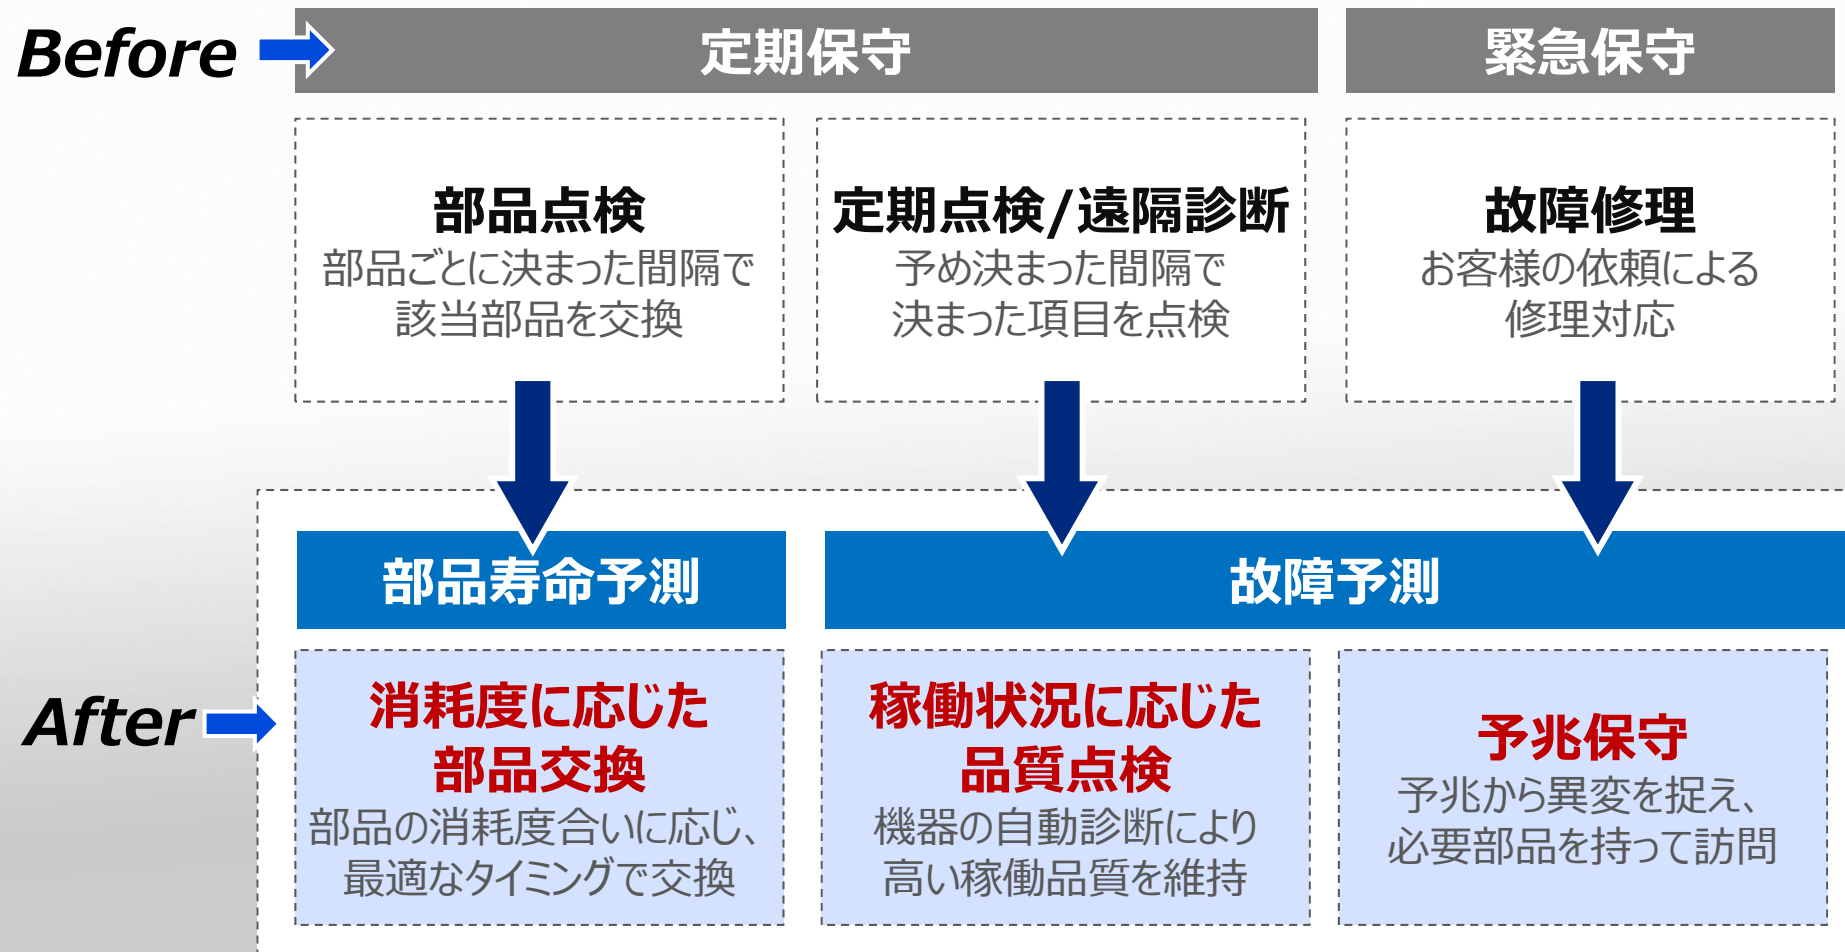 Before
定期保守
緊急保守
部品点検
部品ごとに決まった間隔で
該当部品を交換
定期点検/遠隔診断
予め決まった間隔で
決まった項目を点検
故障修理
お客様の依頼による
修理対応
After
部品寿命予測
故障予測
消耗度に応じた
部品交換
部品の消耗度合いに応じ、
最適なタイミングで交換
稼働状況に応じた
品質点検
機器の自動診断により
高い稼働品質を維持
予兆保守
予兆から異変を捉え、
必要部品を持って訪問